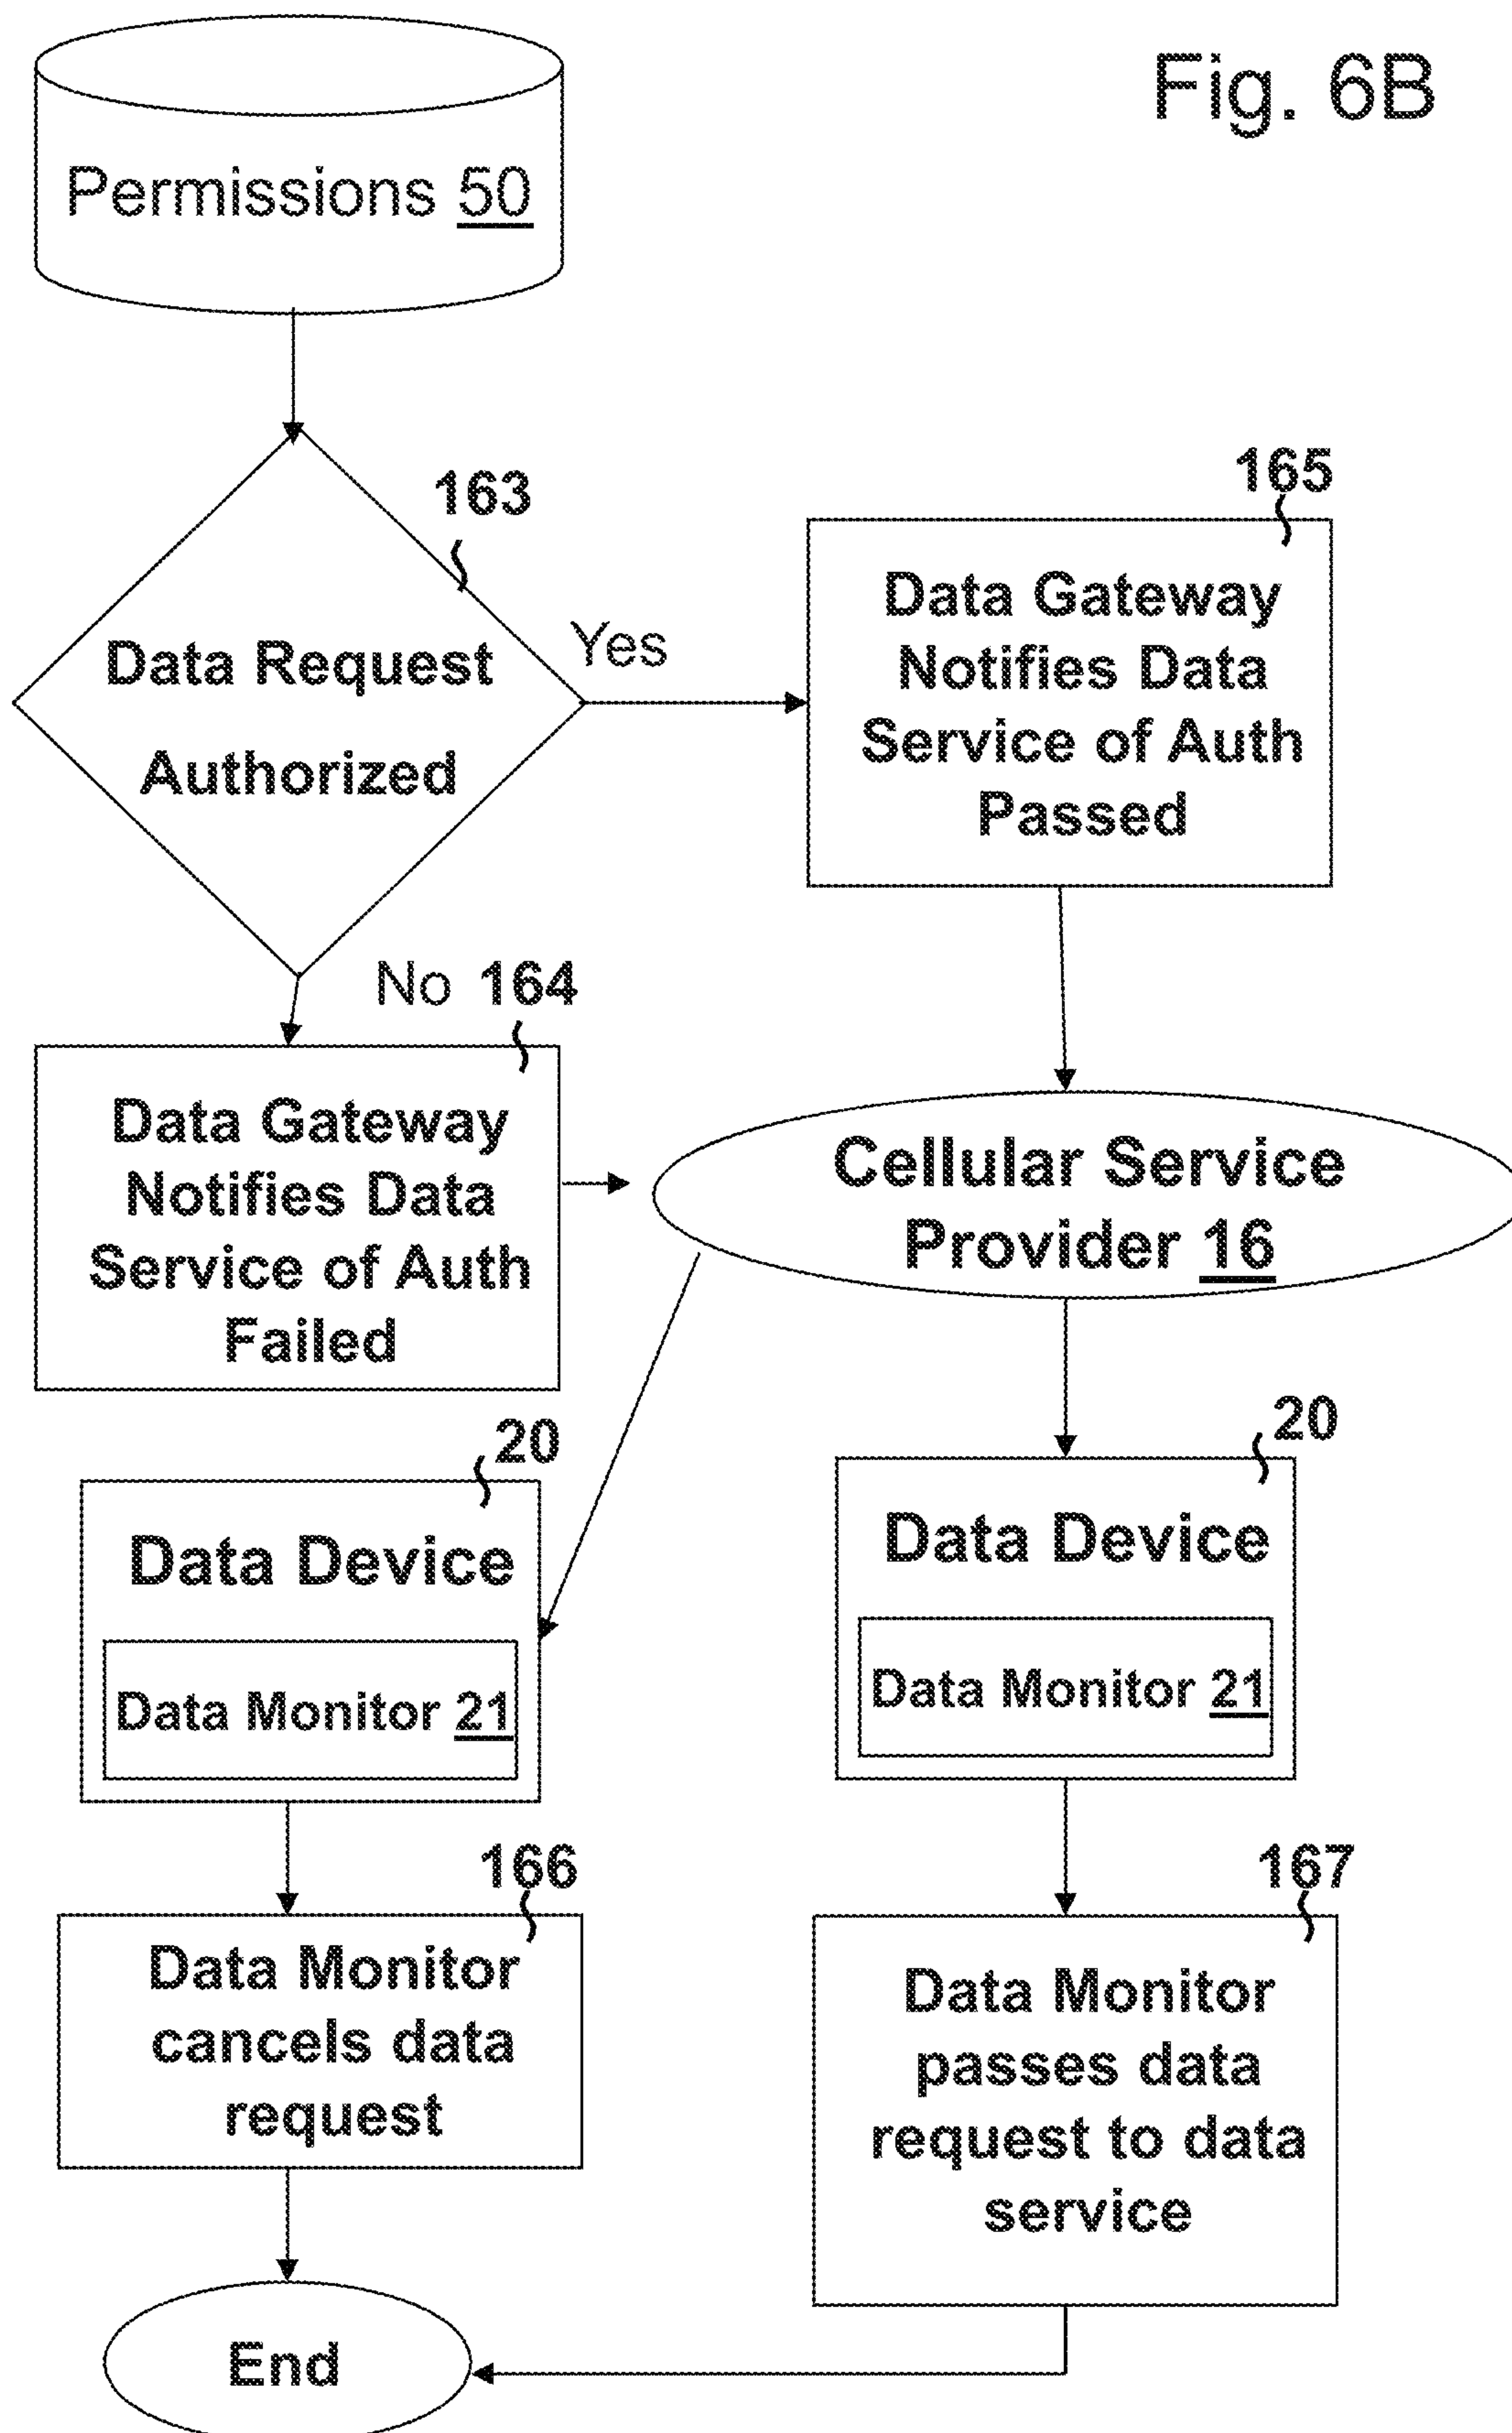 Fig. 6B
Permissions 50
163
Data Request
Authorized
Yes
165
Data Gateway
Notifies Data
Service of Auth
Passed
No 164
Data Gateway
Notifies Data
Service of Auth
Failed
Cellular Service
Provider 16
20
Data Device
Data Monitor 21
20
Data Device
Data Monitor 21
166
Data Monitor
cancels data
request
167
Data Monitor
passes data
request to data
service
End